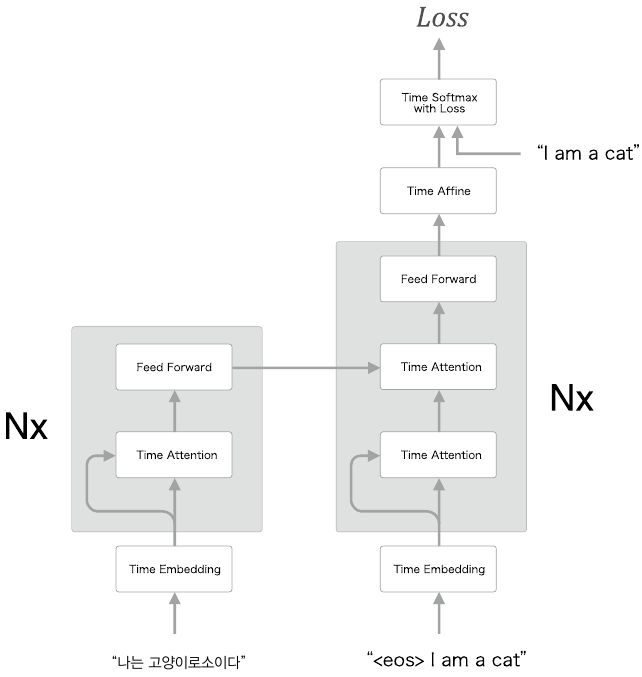 Loss
Time Softmax
with Loss
“I am a cat”
Time Affine
Feed Forward
Time Attention
Time Attention
Nx
Time Embedding
“<eos> I am a cat”
Feed Forward
Time Attention
Nx
Time Embedding
“나는 고양이로소이다”